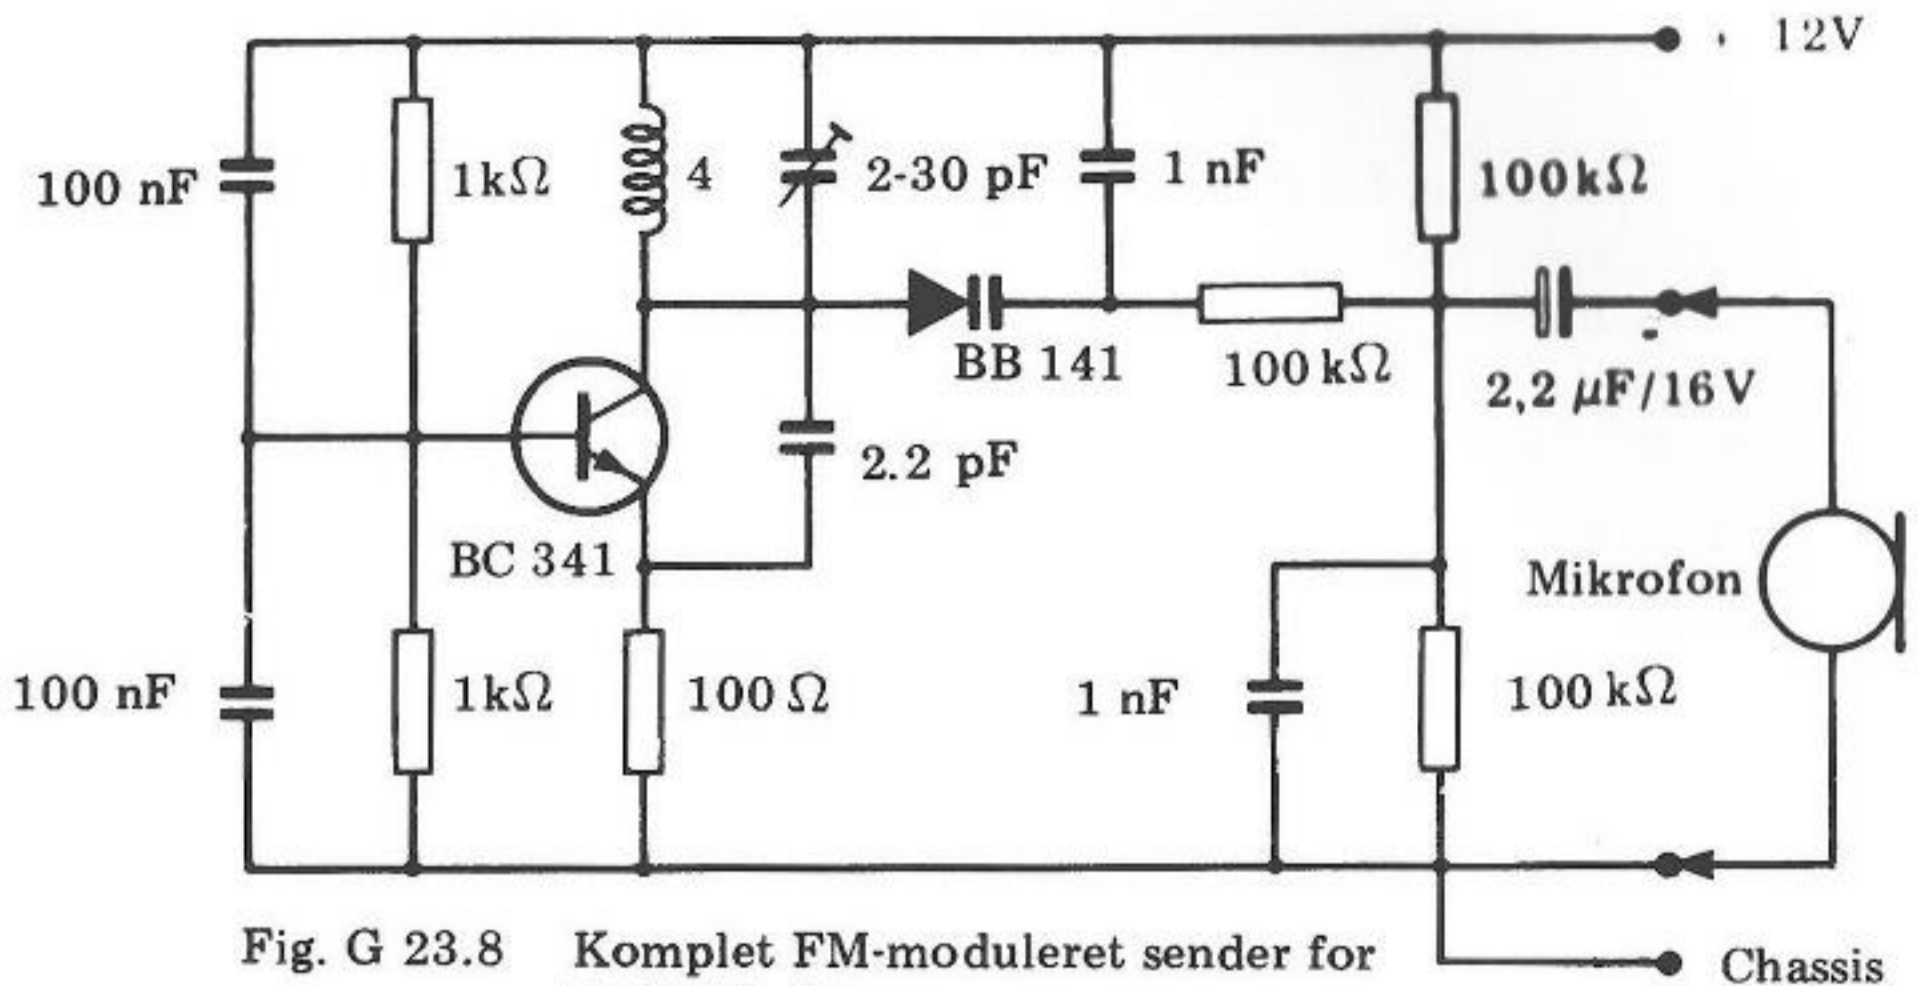 12V
100 nF
1kΩ
4
2-30 pF
1 nF
100kΩ
BB 141
100 kΩ
2,2 μF/16V
2.2 pF
BC 341
Mikrofon
100 nF
1kΩ
100 Ω
1 nF
100 kΩ
Fig. G 23.8 Komplet FM-moduleret sender for
Chassis